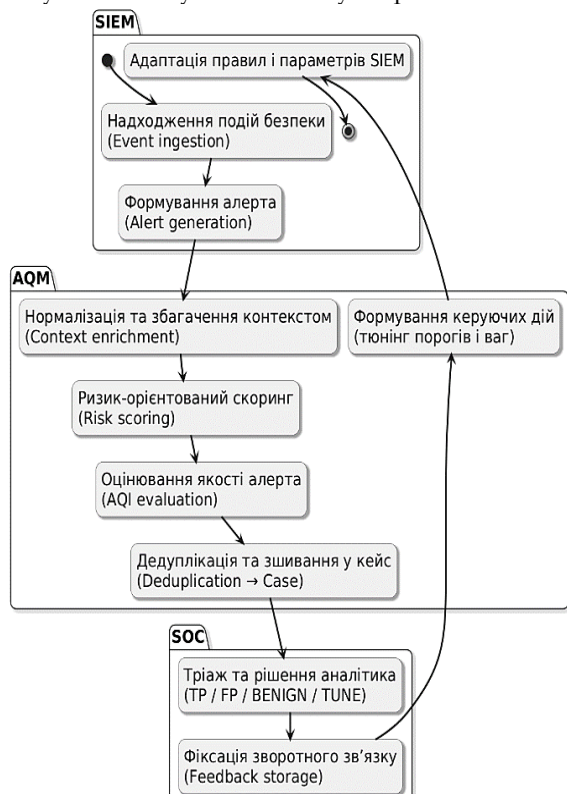 SIEM
Адаптація правил і параметрів SIEM
Надходження подій безпеки
(Event ingestion)
Формування алерта
(Alert generation)
AQM
Нормалізація та збагачення контекстом
(Context enrichment)
Формування керуючих дій
(тюнінг порогів і ваг)
Ризик-орієнтований скоринг
(Risk scoring)
Оцінювання якості алерта
(AQI evaluation)
Дедуплікація та зшивання у кейс
(Deduplication → Case)
SOC
Тріаж та рішення аналітика
(TP / FP / BENIGN / TUNE)
Фіксація зворотного зв’язку
(Feedback storage)